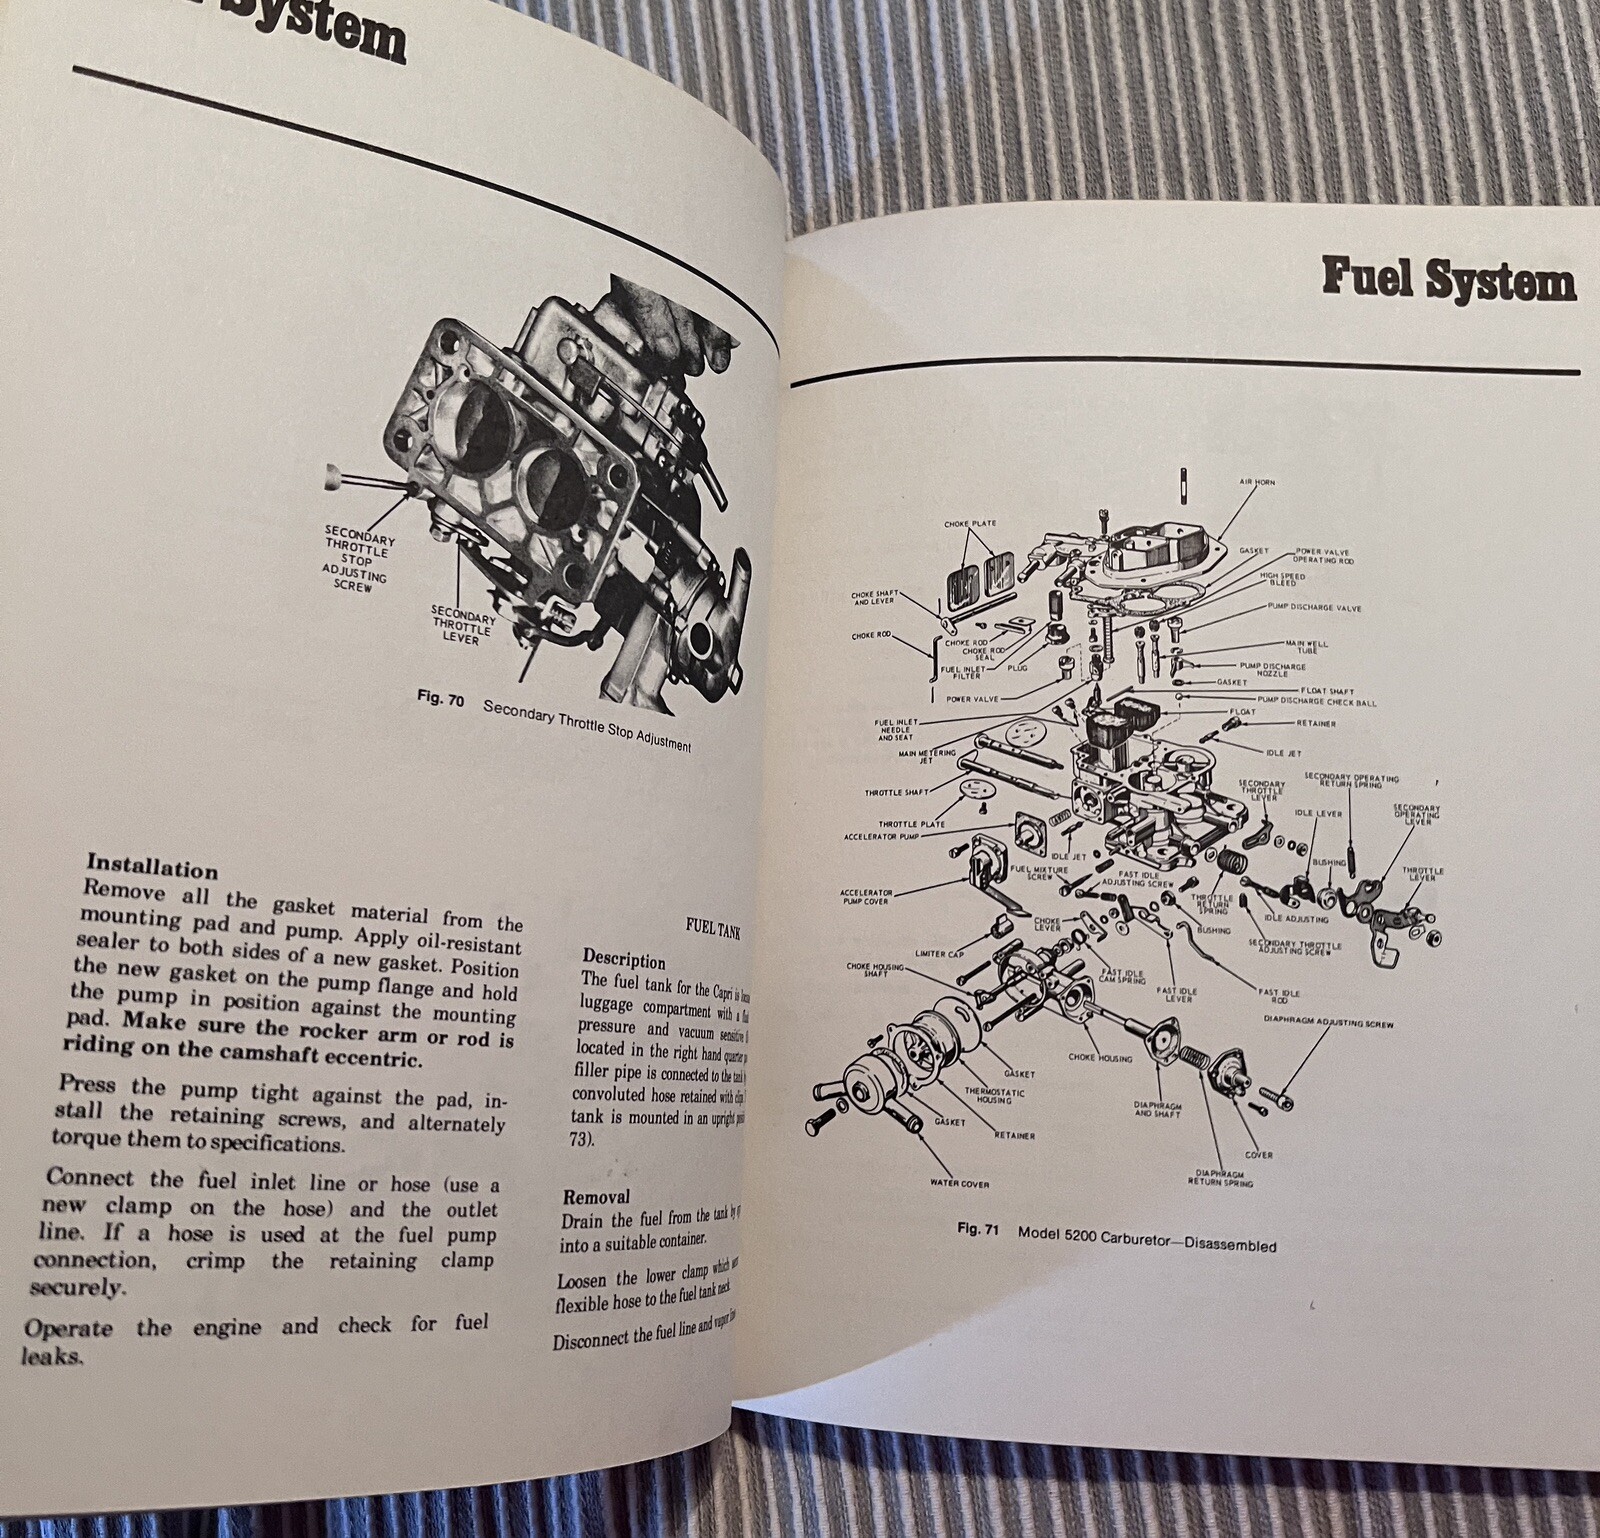 System
SECONDARY
THROTTLE
STOP
ADJUSTING
SCREW
SECONDARY
THROTTLE
LEVER
Fig. 70 Secondary Throttle Stop Adjustment
Installation
Remove all the gasket material from the
mounting pad and pump. Apply oil-resistant
sealer to both sides of a new gasket. Position
the new gasket on the pump flange and hold
the pump in position against the mounting
pad. Make sure the rocker arm or rod is
riding on the camshaft eccentric.
Press the pump tight against the pad, in-
stall the retaining screws, and alternately
torque them to specifications.
Connect the fuel inlet line or hose (use a
new clamp on the hose) and the outlet
line. If a hose is used at the fuel pump
connection, crimp the retaining clamp
securely.
Operate the engine and check for fuel
leaks.
FUEL TANK
Description
The fuel tank for the Capri is
luggage compartment with a
pressure and vacuum sensitive
located in the right hand quarter
filler pipe is connected to the tank
convoluted hose retained with clips
tank is mounted in an upright
73).
Removal
Drain the fuel from the tank by
into a suitable container.
Loosen the lower clamp which
flexible hose to the fuel tank neck
Disconnect the fuel line and vapor
Fuel System
AIR HORN
CHOKE PLATE
GASKET
POWER VALVE
OPERATING ROD
HIGH SPEED
BLEED
CHOKE SHAFT
AND LEVER
PUMP DISCHARGE VALVE
CHOKE ROD
CHOKE ROD
CHOKE ROD
SEAL
MAIN WELL
TUBE
FUEL INLET
FILTER
PLUG
PUMP DISCHARGE
NOZZLE
GASKET
POWER VALVE
FLOAT SHAFT
PUMP DISCHARGE CHECK BALL
FLOAT
FUEL INLET
NEEDLE
AND SEAT
RETAINER
MAIN METERING
JET
IDLE JET
THROTTLE SHAFT
SECONDARY
THROTTLE
LEVER
SECONDARY OPERATING
RETURN SPRING
SECONDARY
OPERATING
LEVER
IDLE LEVER
THROTTLE PLATE
ACCELERATOR PUMP
IDLE JET
BUSHING
THROTTLE
LEVER
FUEL MIXTURE
SCREW
FAST IDLE
ADJUSTING SCREW
ACCELERATOR
PUMP COVER
THROTTLE
RETURN
SPRING
IDLE ADJUSTING
CHOKE
LEVER
BUSHING
SECONDARY THROTTLE
ADJUSTING SCREW
LIMITER CAP
CHOKE HOUSING
SHAFT
FAST IDLE
CAM SPRING
FAST IDLE
LEVER
FAST IDLE
ROD
DIAPHRAGM ADJUSTING SCREW
CHOKE HOUSING
GASKET
THERMOSTATIC
HOUSING
DIAPHRAGM
AND SHAFT
GASKET
RETAINER
COVER
DIAPHRAGM
RETURN SPRING
WATER COVER
Fig. 71 Model 5200 Carburetor—Disassembled